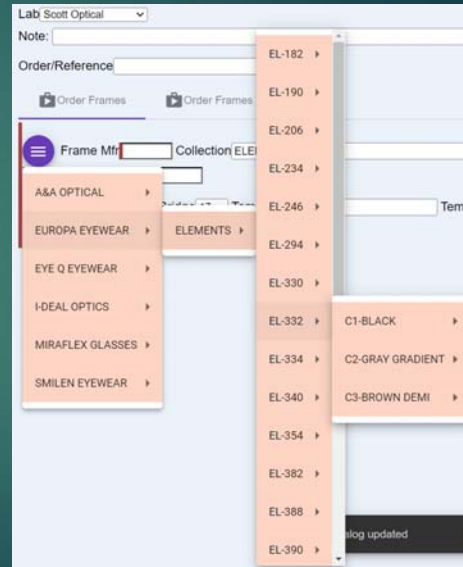 Lab Scott Optical
Note:
Order/Reference
Order Frames
Order Frames
Frame Mfr
Collection ELE
A&A OPTICAL
EUROPA EYEWEAR
EYE Q EYEWEAR
I-DEAL OPTICS
MIRAFLEX GLASSES
SMILEN EYEWEAR
ELEMENTS
EL-182
EL-190
EL-206
EL-234
EL-246
EL-294
EL-330
EL-332
EL-334
EL-340
EL-354
EL-382
EL-388
EL-390
C1-BLACK
C2-GRAY GRADIENT
C3-BROWN DEMI
Tem
alog updated